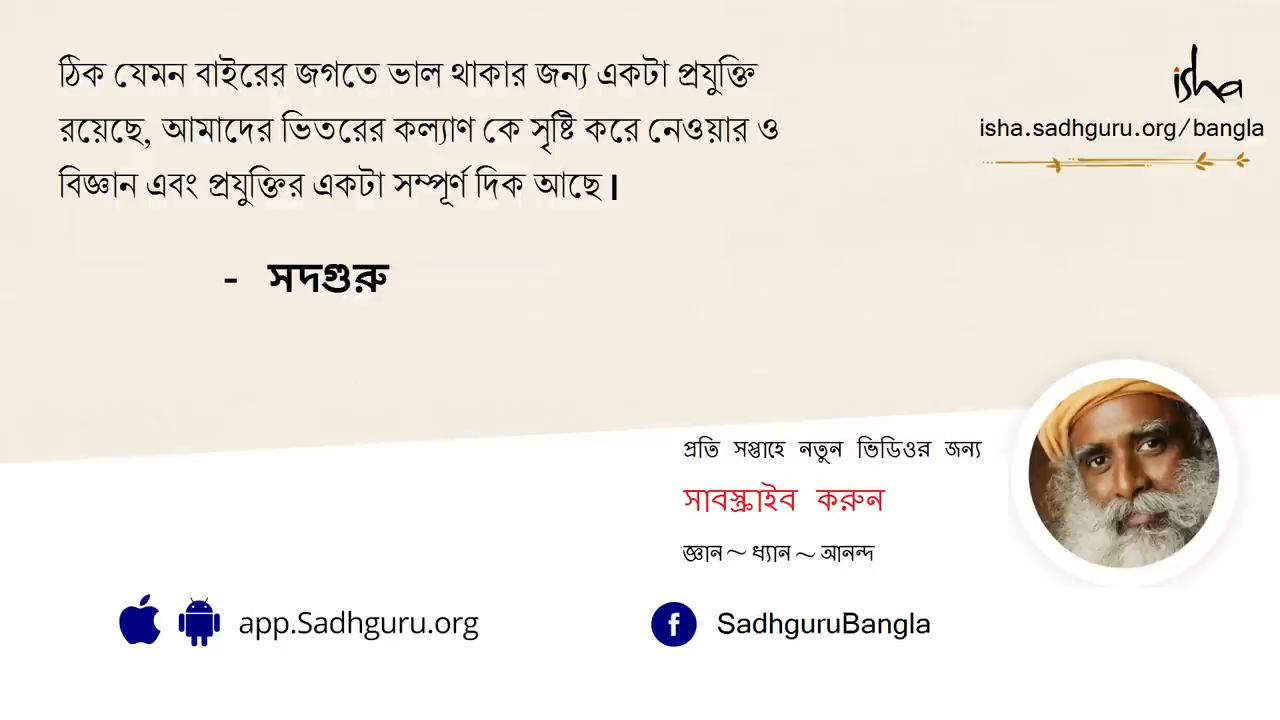 ঠিক যেমন বাইরের জগতে ভাল থাকার জন্য একটা প্রযুক্তি
রয়েছে, আমাদের ভিতরের কল্যাণ কে সৃষ্টি করে নেওয়ার ও
বিজ্ঞান এবং প্রযুক্তির একটা সম্পূর্ণ দিক আছে।
- সদগুরু
isha
isha.sadhguru.org/bangla
প্রতি সপ্তাহে নতুন ভিডিওর জন্য
সাবস্ক্রাইব করুন
জ্ঞান ~ ধ্যান ~ আনন্দ
app.Sadhguru.org
SadhguruBangla